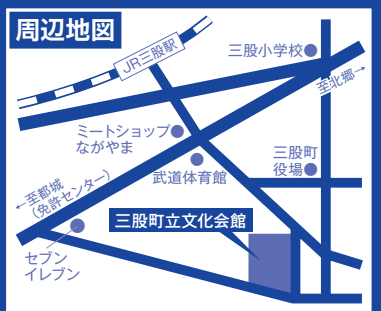 周辺地図
JR三股駅
三股小学校
至北郷→
ミートショップ
ながやま
武道体育館
三股町
役場
←至都城
(免許センター)
三股町立文化会館
セブン
イレブン